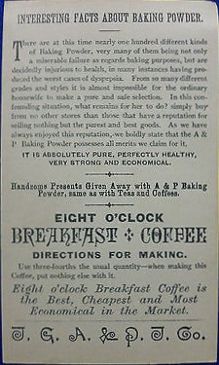 INTERESTING FACTS ABOUT BAKING POWDER.
There are at this time nearly one hundred different kinds
of Baking Powder, very many of them being not only
a miserable failure as regards baking purposes, but are
decidedly injurious to health, in many instances having pro-
duced the worst cases of dyspepsia. From so many different
grades and styles it is almost impossible for the ordinary
housewife to make a pure and safe selection. In this con-
founding situation, what remains for her to do? simply buy
from no other stores than those that have a reputation for
selling nothing but the purest and best goods. As we have
always enjoyed this reputation, we boldly state that the A &
P Baking Powder possesses all merits we claim for it.
IT IS ABSOLUTELY PURE, PERFECTLY HEALTHY,
VERY STRONG AND ECONOMICAL.
Handsome Presents Given Away with A & P Baking
Powder, same as with Teas and Coffees.
EIGHT O'CLOCK
BREAKFAST COFFEE
DIRECTIONS FOR MAKING.
Use three-fourths the usual quantity—when making this
Coffee, put nothing else with it.
Eight o'clock Breakfast Coffee is
the Best, Cheapest and Most
Economical in the Market.
T. G. A. & P. T. Co.